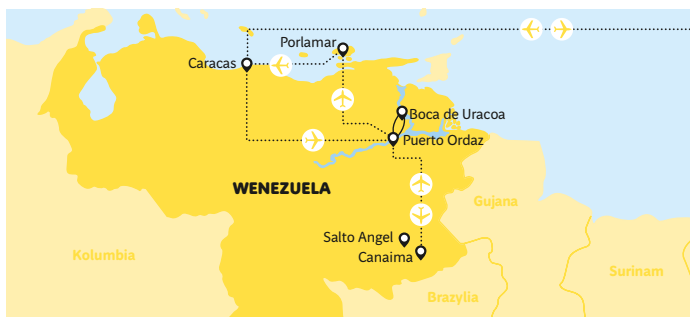 Porlamar
Caracas
Boca de Uracoa
Puerto Ordaz
WENEZUELA
Gujana
Salto Angel
Kolumbia
Canaima
Surinam
Brazylia